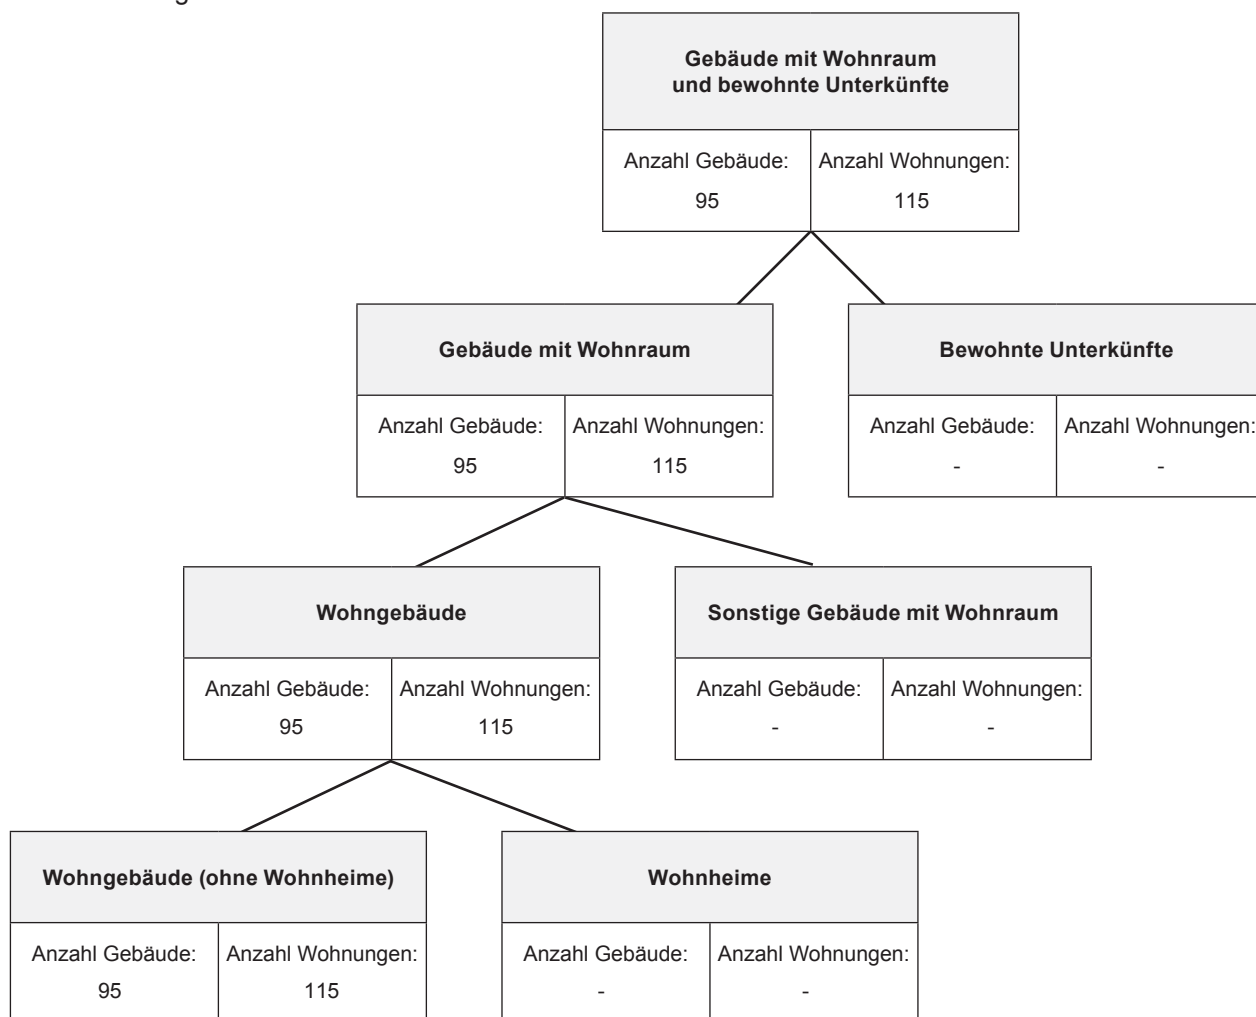 Gebäude mit Wohnraum
und bewohnte Unterkünfte
Anzahl Gebäude: Anzahl Wohnungen:
95 115
Gebäude mit Wohnraum Bewohnte Unterkünfte
Anzahl Gebäude: Anzahl Wohnungen: Anzahl Gebäude: Anzahl Wohnungen:
95 115 - -
Wohngebäude Sonstige Gebäude mit Wohnraum
Anzahl Gebäude: Anzahl Wohnungen: Anzahl Gebäude: Anzahl Wohnungen:
95 115 - -
Wohngebäude (ohne Wohnheime) Wohnheime
Anzahl Gebäude: Anzahl Wohnungen: Anzahl Gebäude: Anzahl Wohnungen:
95 115 - -